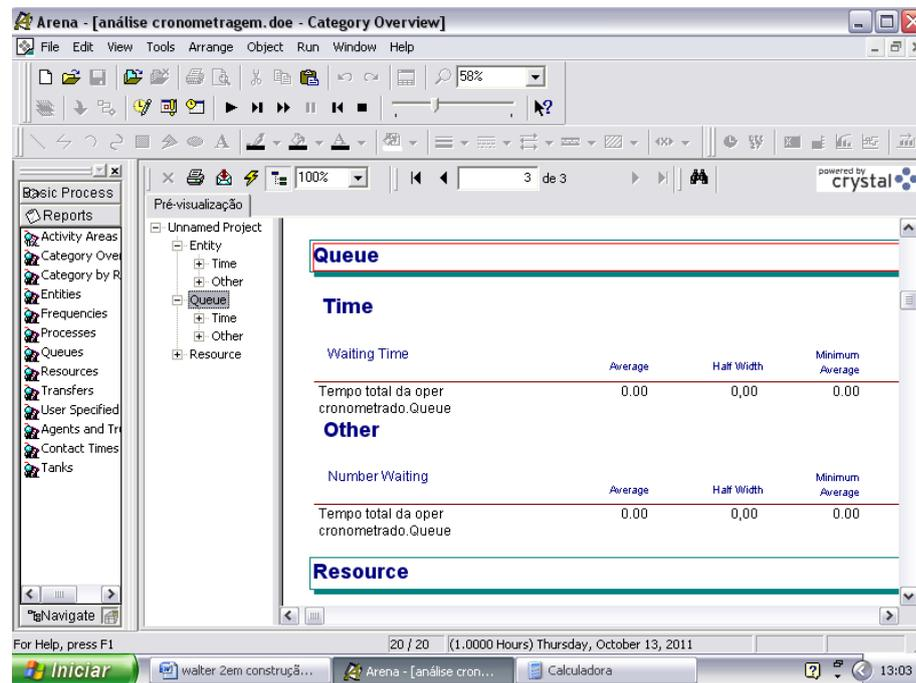 Arena - [análise cronometragem.doe - Category Overview]
File Edit View Tools Arrange Object Run Window Help
58%
Basic Process
Reports
Activity Areas
Category Over
Category by R
Entities
Frequencies
Processes
Queues
Resources
Transfers
User Specified
Agents and Tr
Contact Times
Tanks
Navigate
100% 3 de 3
powered by
crystal
Pré-visualização
Unnamed Project
Entity
Time
Other
Queue
Time
Other
Resource
Queue
Time
Waiting Time Average Half Width Minimum Average
Tempo total da oper 0.00 0,00 0.00
cronometrado.Queue
Other
Number Waiting Average Half Width Minimum Average
Tempo total da oper 0.00 0,00 0.00
cronometrado.Queue
Resource
For Help, press F1 20 / 20 (1.0000 Hours) Thursday, October 13, 2011
Iniciar walter 2em construçã... Arena - [análise cron... Calculadora 13:03